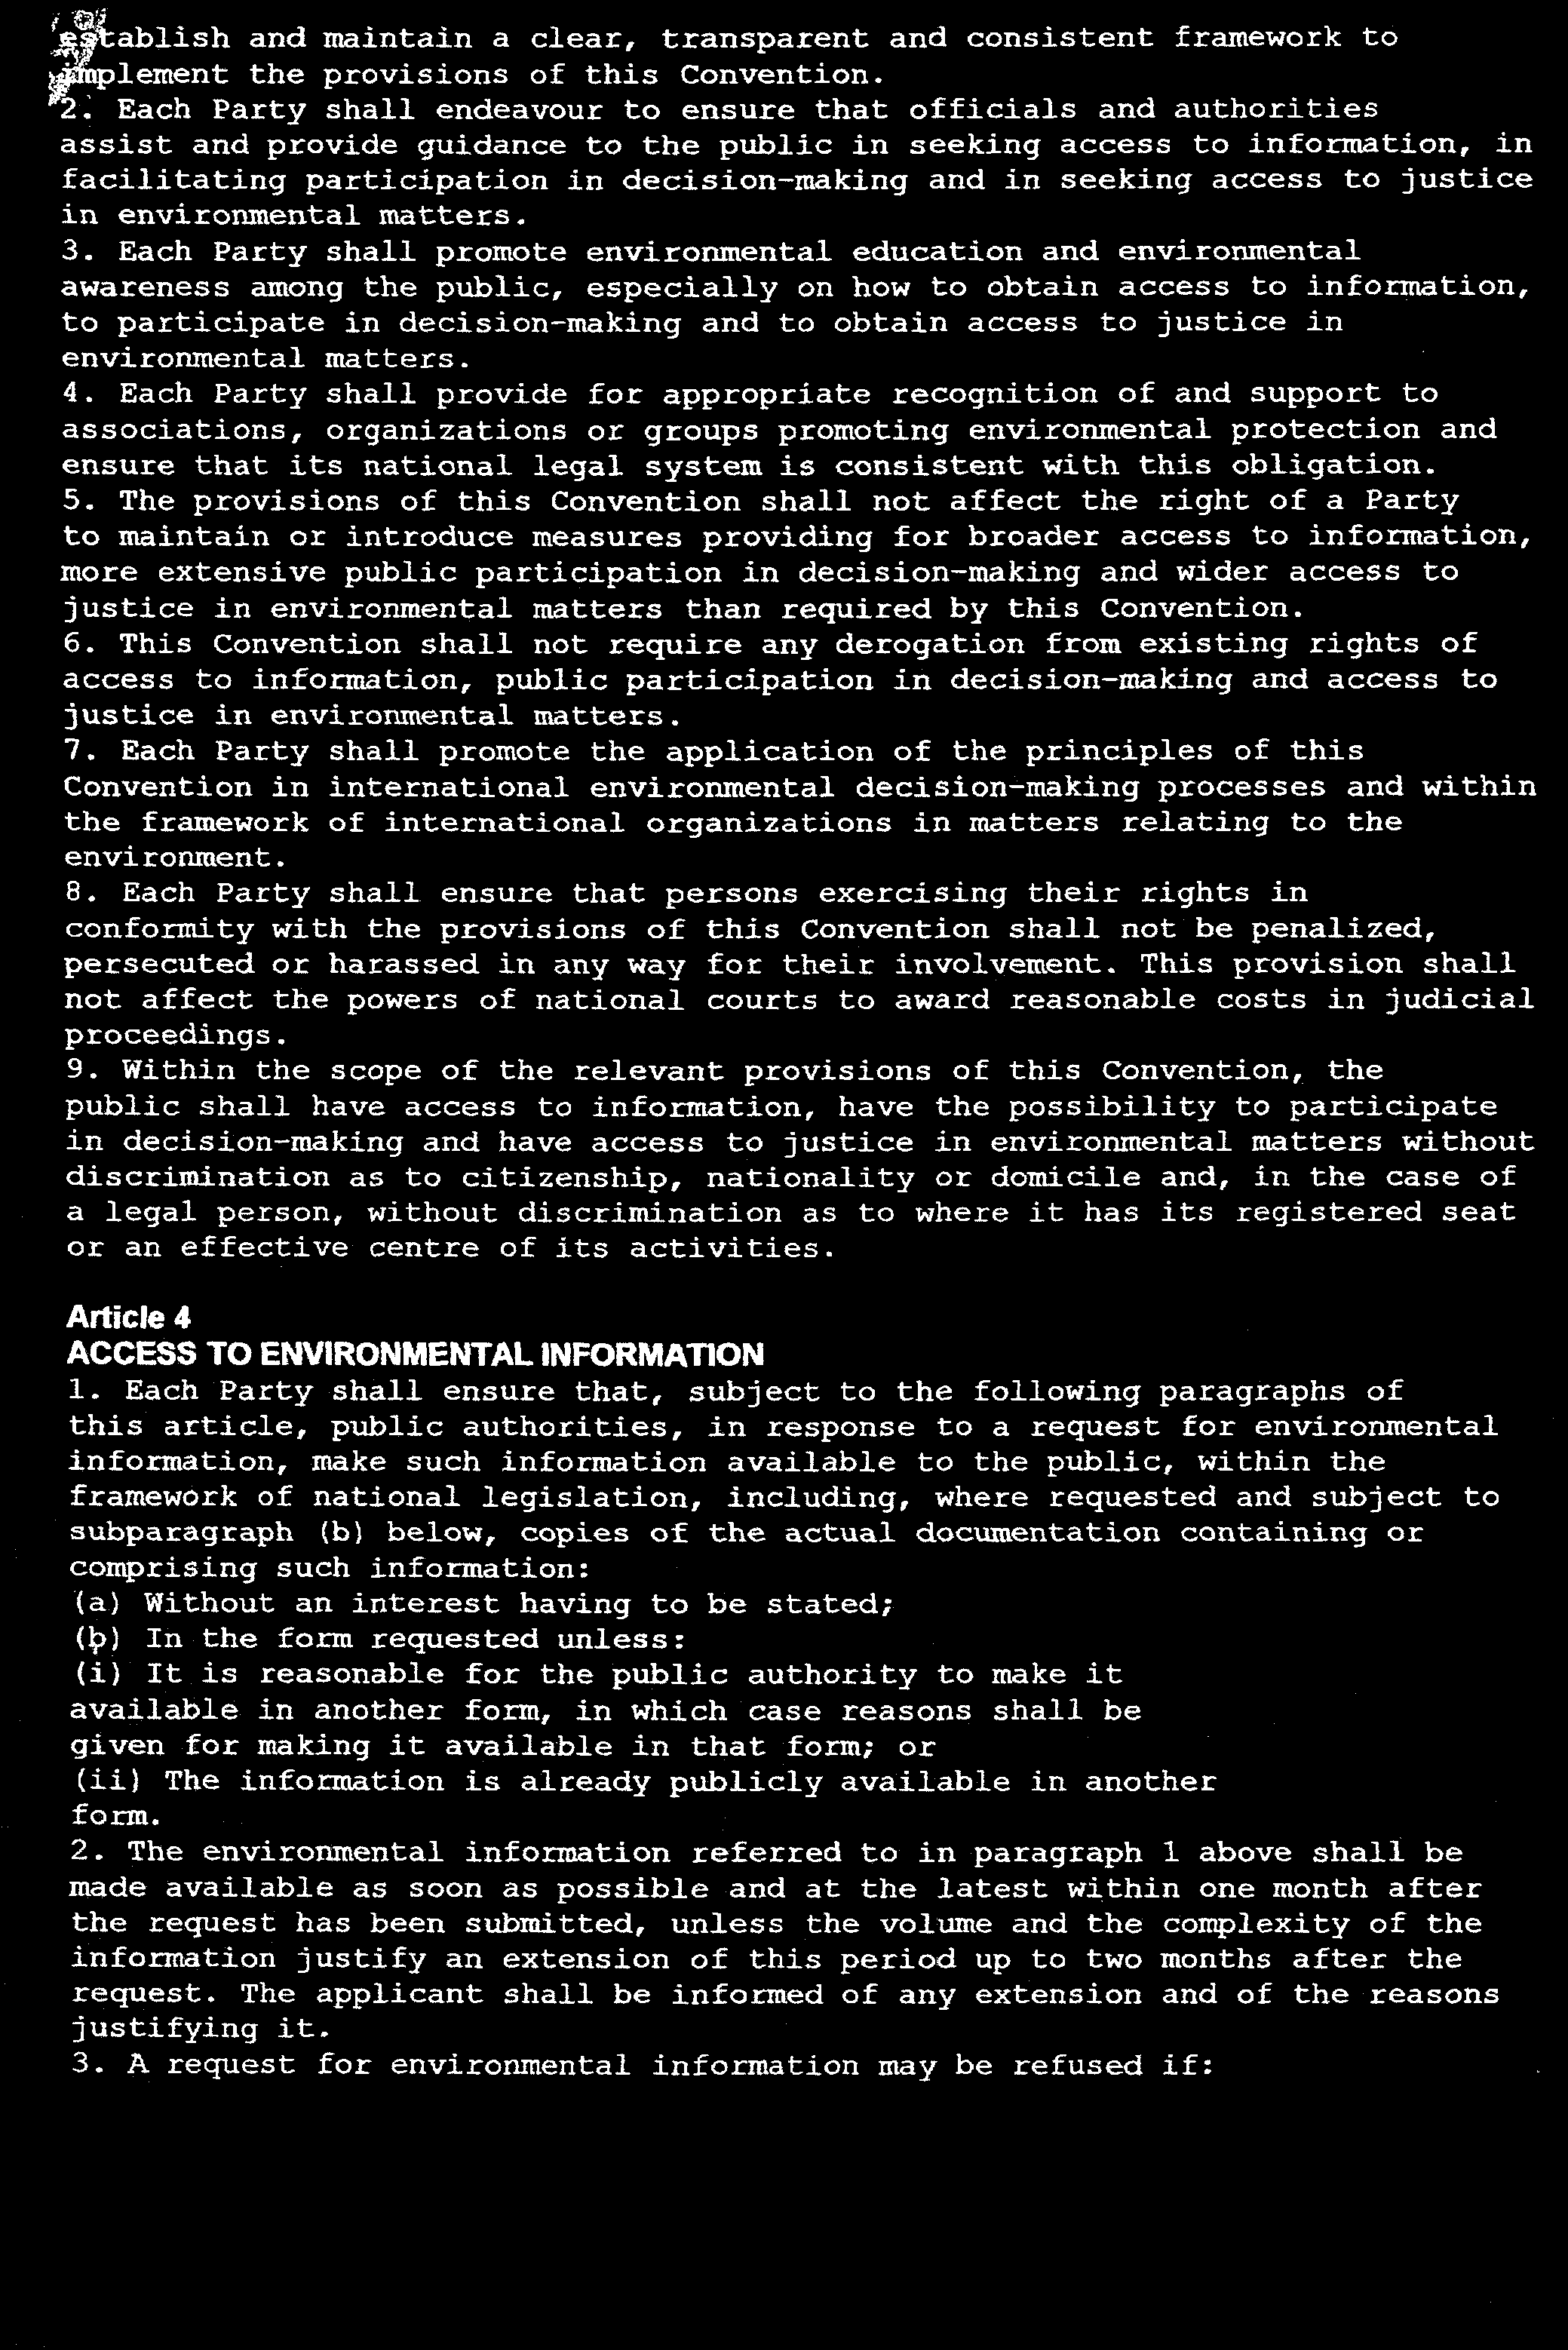 establish and maintain a clear, transparent and consistent framework to
implement the provisions of this Convention.
2. Each Party shall endeavour to ensure that officials and authorities
assist and provide guidance to the public in seeking access to information, in
facilitating participation in decision-making and in seeking access to justice
in environmental matters.
3. Each Party shall promote environmental education and environmental
awareness among the public, especially on how to obtain access to information,
to participate in decision-making and to obtain access to justice in
environmental matters.
4. Each Party shall provide for appropriate recognition of and support to
associations, organizations or groups promoting environmental protection and
ensure that its national legal system is consistent with this obligation.
5. The provisions of this Convention shall not affect the right of a Party
to maintain or introduce measures providing for broader access to information,
more extensive public participation in decision-making and wider access to
justice in environmental matters than required by this Convention.
6. This Convention shall not require any derogation from existing rights of
access to information, public participation in decision-making and access to
justice in environmental matters.
7. Each Party shall promote the application of the principles of this
Convention in international environmental decision-making processes and within
the framework of international organizations in matters relating to the
environment.
8. Each Party shall ensure that persons exercising their rights in
conformity with the provisions of this Convention shall not be penalized,
persecuted or harassed in any way for their involvement. This provision shall
not affect the powers of national courts to award reasonable costs in judicial
proceedings.
9. Within the scope of the relevant provisions of this Convention, the
public shall have access to information, have the possibility to participate
in decision-making and have access to justice in environmental matters without
discrimination as to citizenship, nationality or domicile and, in the case of
a legal person, without discrimination as to where it has its registered seat
or an effective centre of its activities.
Article 4
ACCESS TO ENVIRONMENTAL INFORMATION
1. Each Party shall ensure that, subject to the following paragraphs of
this article, public authorities, in response to a request for environmental
information, make such information available to the public, within the
framework of national legislation, including, where requested and subject to
subparagraph (b) below, copies of the actual documentation containing or
comprising such information:
(a) Without an interest having to be stated;
(b) In the form requested unless:
(i) It is reasonable for the public authority to make it
available in another form, in which case reasons shall be
given for making it available in that form; or
(ii) The information is already publicly available in another
form.
2. The environmental information referred to in paragraph 1 above shall be
made available as soon as possible and at the latest within one month after
the request has been submitted, unless the volume and the complexity of the
information justify an extension of this period up to two months after the
request. The applicant shall be informed of any extension and of the reasons
justifying it.
3. A request for environmental information may be refused if: